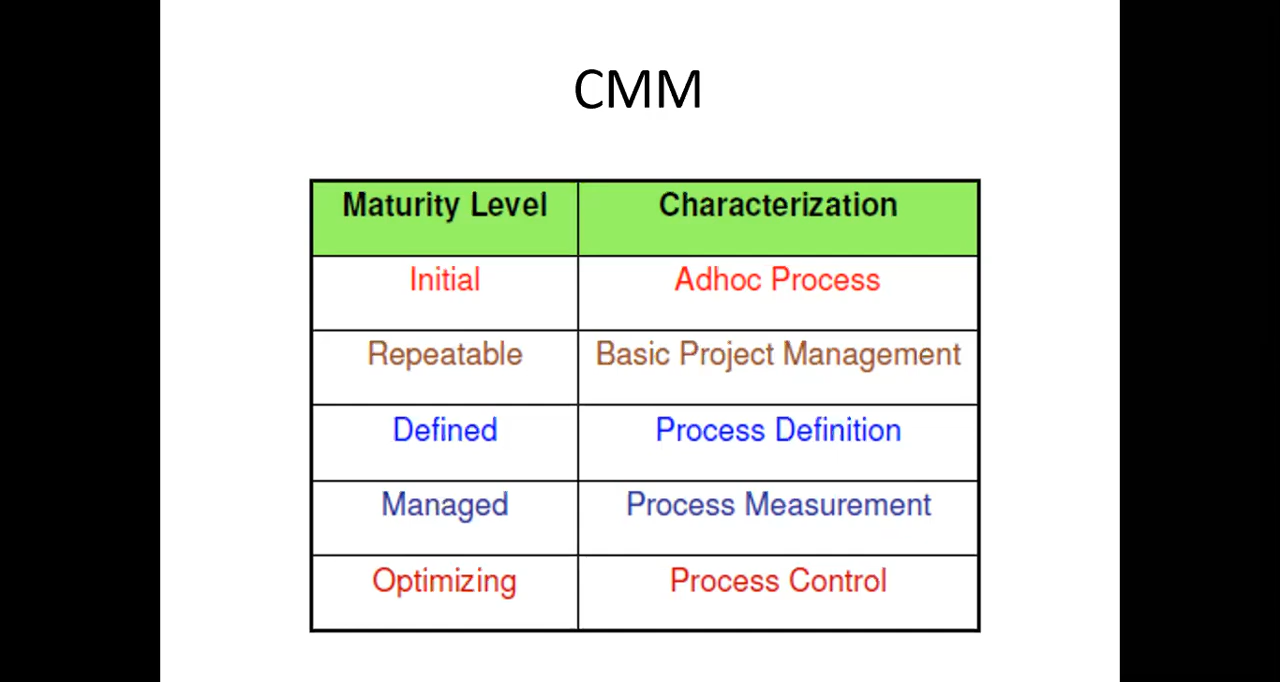 CMM
Maturity Level Characterization
Initial Adhoc Process
Repeatable Basic Project Management
Defined Process Definition
Managed Process Measurement
Optimizing Process Control